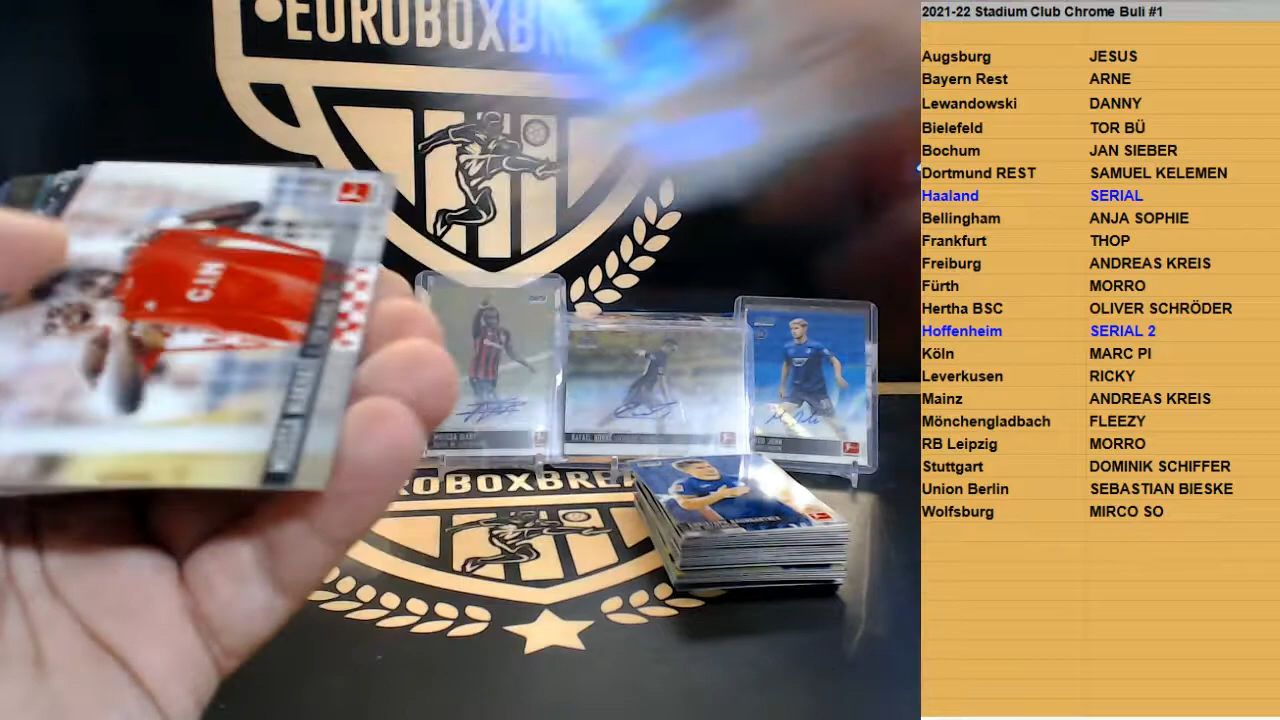 EUROBOXBRE
2021-22 Stadium Club Chrome Buli #1
Augsburg JESUS
Bayern Rest ARNE
Lewandowski DANNY
Bielefeld TOR BÜ
Bochum JAN SIEBER
Dortmund REST SAMUEL KELEMEN
Haaland SERIAL
Bellingham ANJA SOPHIE
Frankfurt THOP
Freiburg ANDREAS KREIS
Fürth MORRO
Hertha BSC OLIVER SCHRÖDER
Hoffenheim SERIAL 2
Köln MARC PI
Leverkusen RICKY
Mainz ANDREAS KREIS
Mönchengladbach FLEEZY
RB Leipzig MORRO
Stuttgart DOMINIK SCHIFFER
Union Berlin SEBASTIAN BIESKE
Wolfsburg MIRCO SO
ROBOXBRE